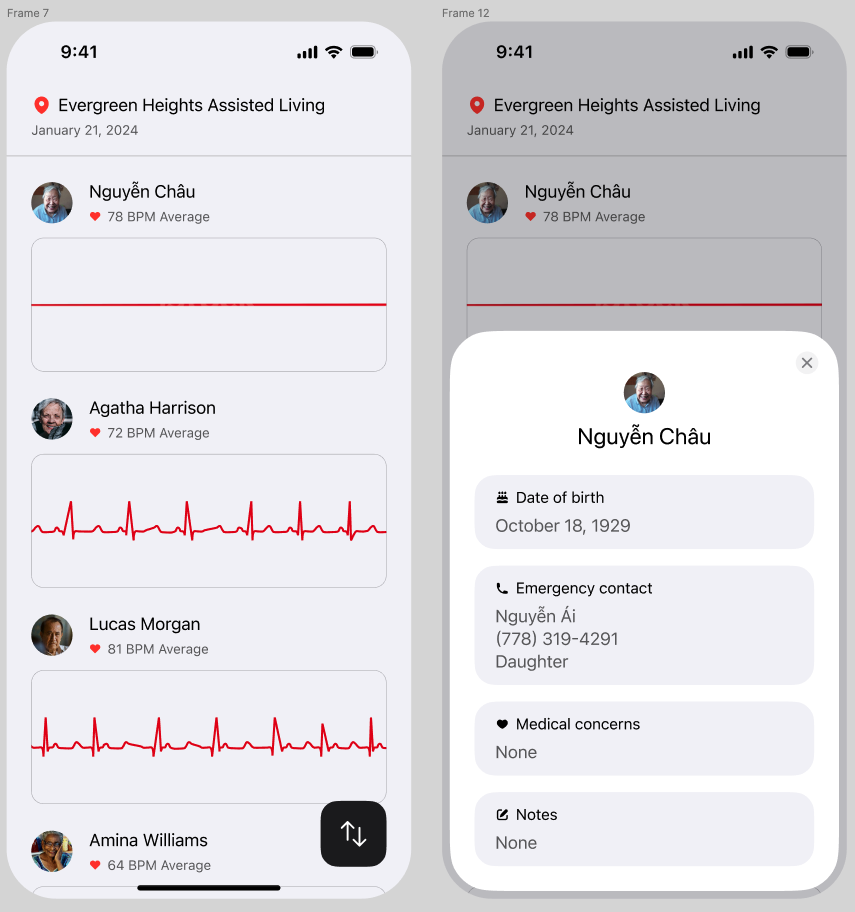 Frame 7
9:41
Evergreen Heights Assisted Living
January 21, 2024
Nguyễn Châu
78 BPM Average
Agatha Harrison
72 BPM Average
Lucas Morgan
81 BPM Average
Amina Williams
64 BPM Average
Frame 12
9:41
Evergreen Heights Assisted Living
January 21, 2024
Nguyễn Châu
78 BPM Average
Nguyễn Châu
Date of birth
October 18, 1929
Emergency contact
Nguyễn Ái
(778) 319-4291
Daughter
Medical concerns
None
Notes
None